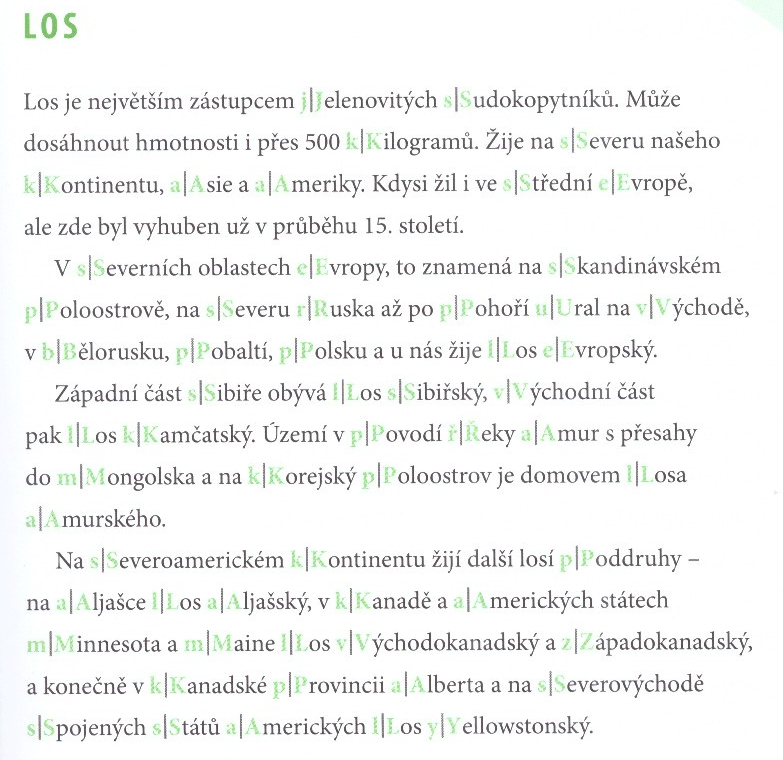 LOS
Los je největším zástupcem j|Jelenovitých s|Sudokopytníků. Může
dosáhnout hmotnosti i přes 500 k|Kilogramů. Žije na s|Severu našeho
k|Kontinentu, a|Asie a a|Ameriky. Kdysi žil i ve s|Střední e|Evropě,
ale zde byl vyhuben už v průběhu 15. století.
V s|Severních oblastech e|Evropy, to znamená na s|Skandinávském
p|Poloostrově, na s|Severu r|Ruska až po p|Pohoří u|Ural na v|Východě,
v b|Bělorusku, p|Pobaltí, p|Polsku a u nás žije l|Los e|Evropský.
Západní část s|Sibiře obývá l|Los s|Sibiřský, v|Východní část
pak l|Los k|Kamčatský. Území v p|Povodí ř|Řeky a|Amur s přesahy
do m|Mongolska a na k|Korejský p|Poloostrov je domovem l|Losa
a|Amurského.
Na s|Severoamerickém k|Kontinentu žijí další losí p|Poddruhy –
na a|Aljašce l|Los a|Aljašský, v k|Kanadě a a|Amerických státech
m|Minnesota a m|Maine l|Los v|Východokanadský a z|Západokanadský,
a konečně v k|Kanadské p|Provincii a|Alberta a na s|Severovýchodě
s|Spojených s|Států a|Amerických l|Los y|Yellowstonský.